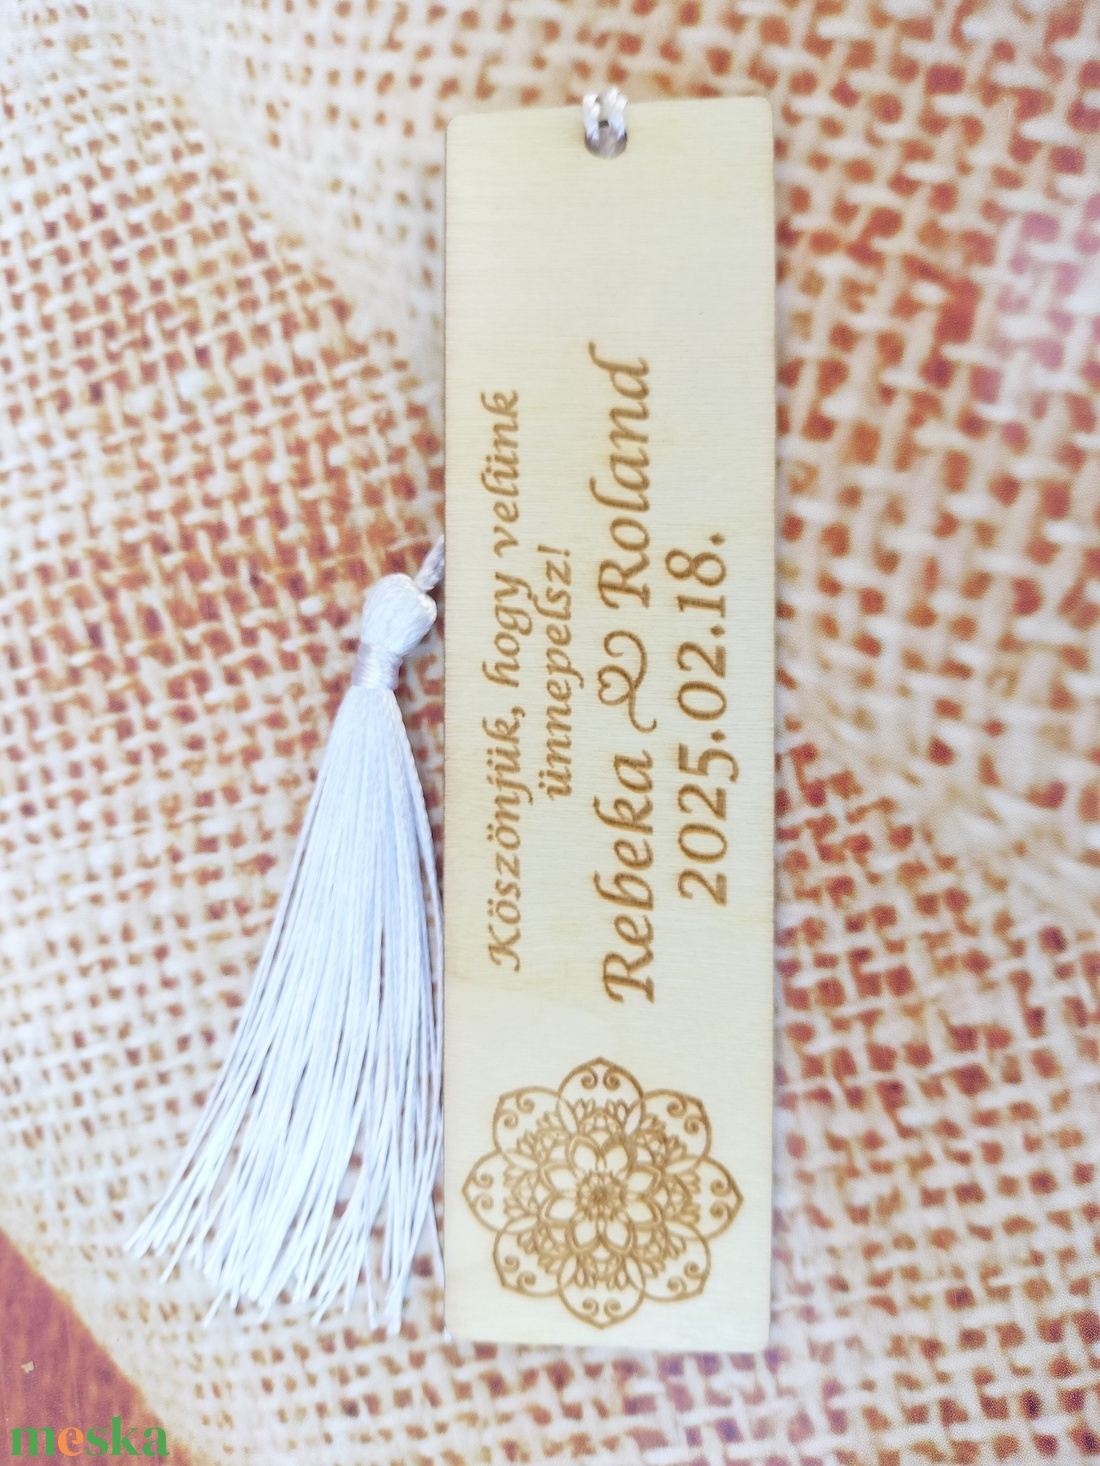 Köszönjük, hogy velünk
ünnepelsz!
Rebeka Roland
2025.02.18.
meska